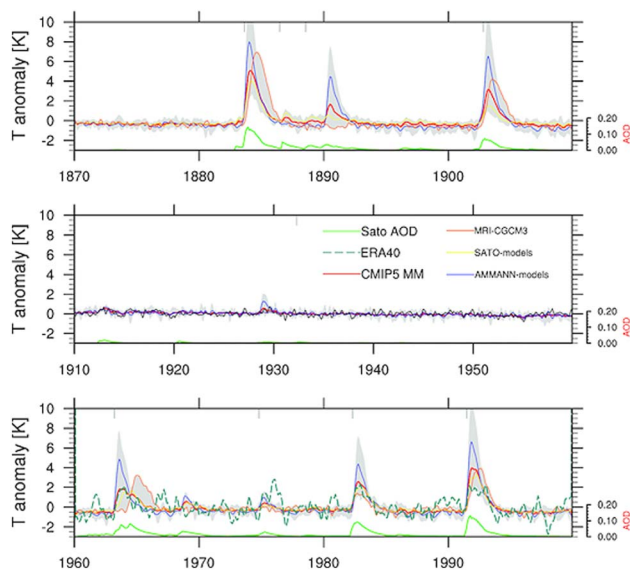 T anomaly [K]
10
8
6
4
2
0
-2
0.20
0.10
0.00
AOD
1870 1880 1890 1900
T anomaly [K]
10
8
6
4
2
0
-2
Sato AOD
ERA40
CMIP5 MM
MRI-CGCM3
SATO-models
AMMANN-models
0.20
0.10
0.00
AOD
1910 1920 1930 1940 1950
T anomaly [K]
10
8
6
4
2
0
-2
0.20
0.10
0.00
AOD
1960 1970 1980 1990